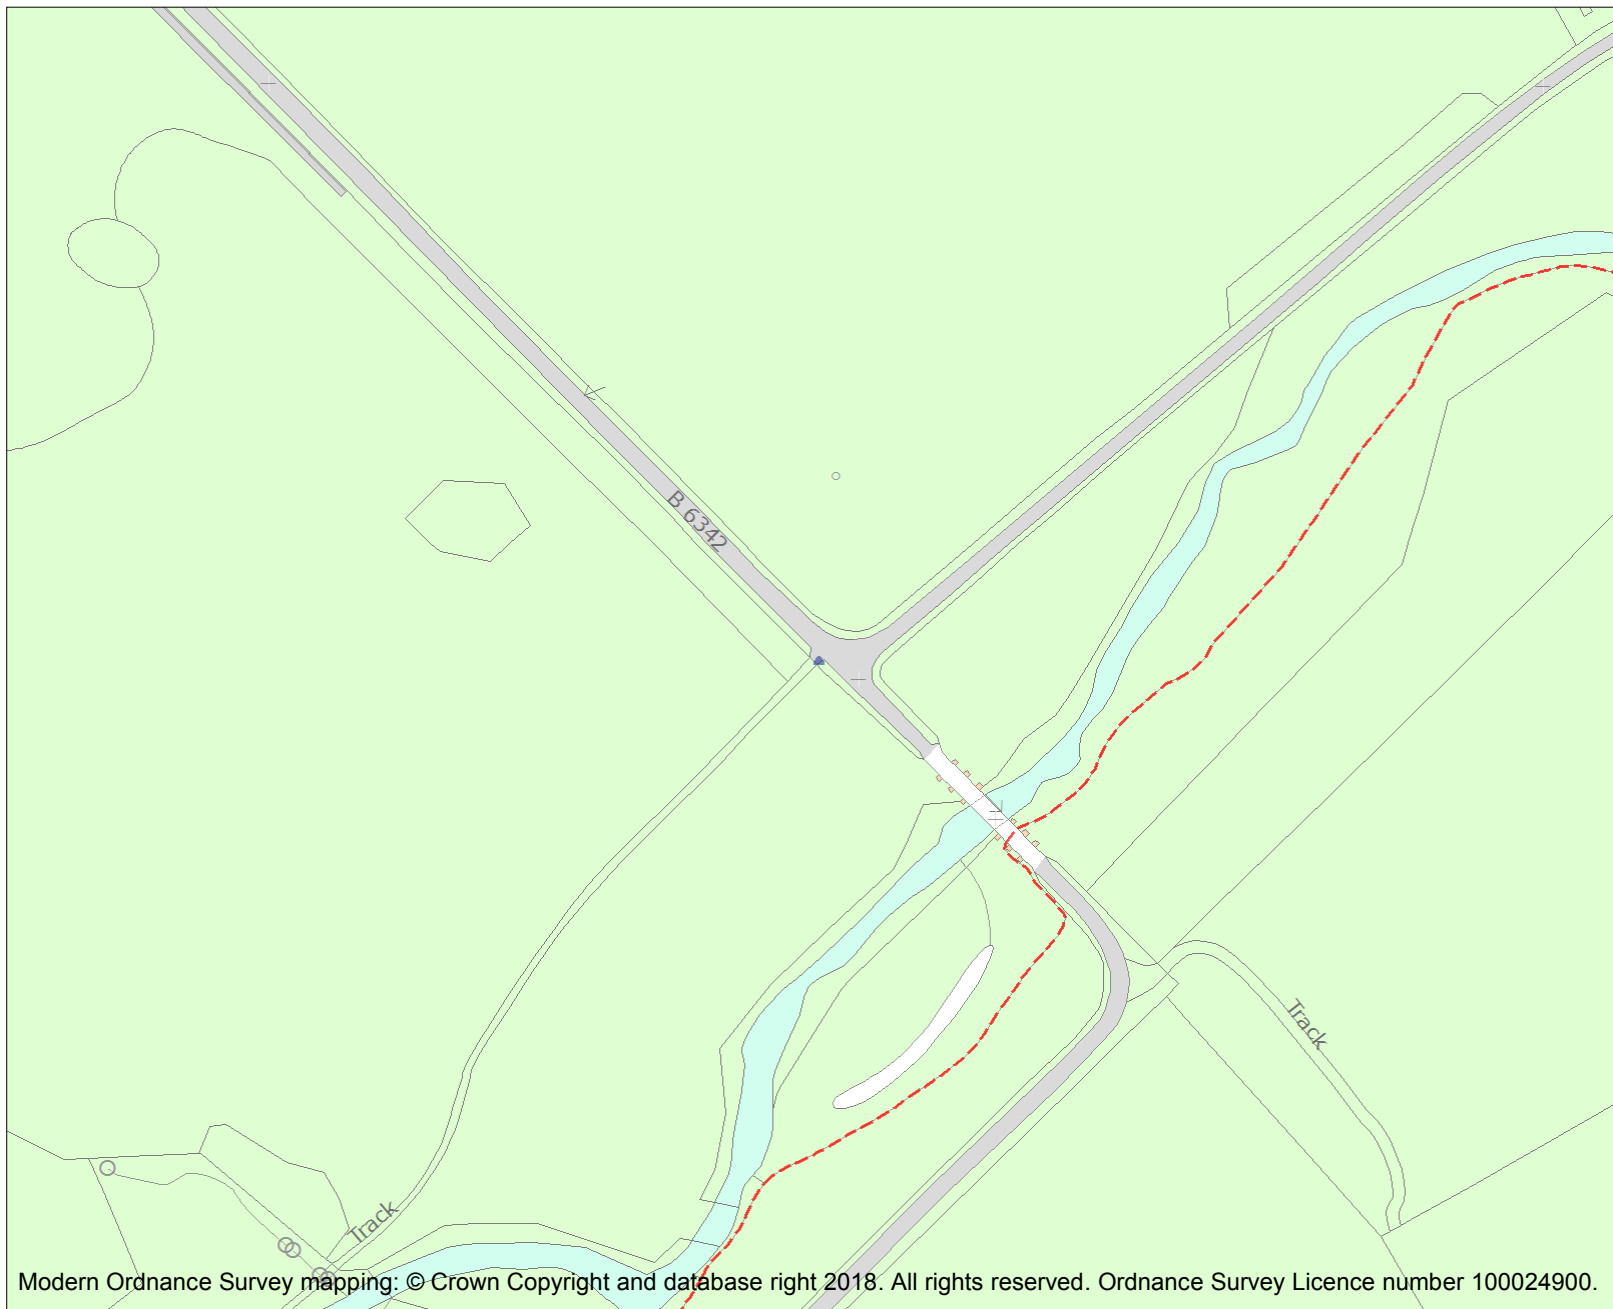 B 6342
Track
Track
Modern Ordnance Survey mapping: © Crown Copyright and database right 2018. All rights reserved. Ordnance Survey Licence number 100024900.